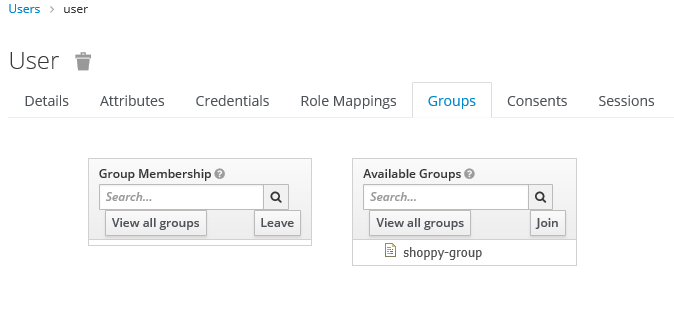 Users > user
User
Details Attributes Credentials Role Mappings Groups Consents Sessions
Group Membership ?
Search...
View all groups Leave
Available Groups ?
Search...
View all groups Join
shoppy-group